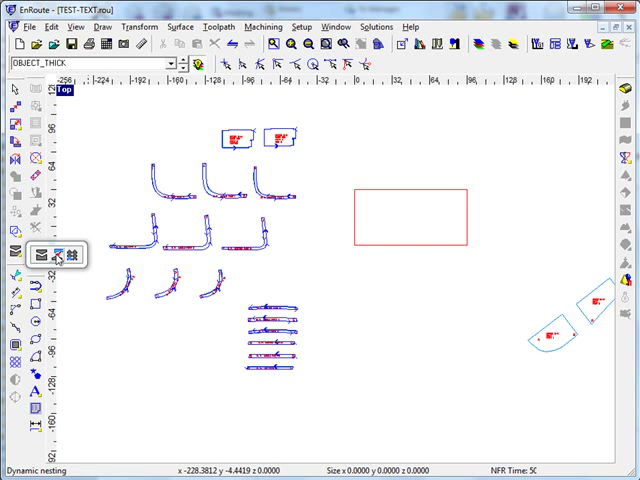 EnRoute - [TEST-TEXT.rou]
File Edit View Draw Transform Surface Toolpath Machining Setup Window Solutions Help
OBJECT_THICK
-256 -224 -192 -160 -128 -96 -64 -32 0 32 64 96 128 160 192
Top
96
64
32
0
-32
-64
-96
-128
-160
-192
Dynamic nesting x -228.3812 y -4.4419 z 0.0000 Size x 0.0000 y 0.0000 z 0.0000 NFR Time: 50